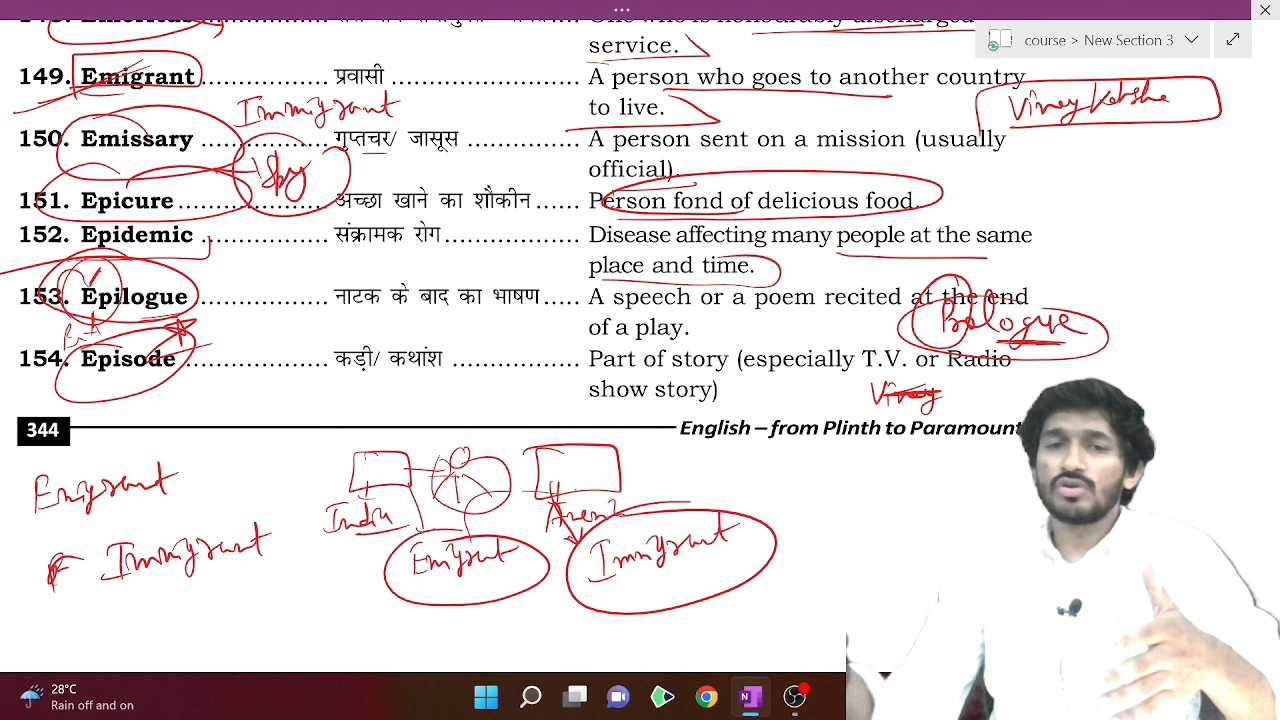 course > New Section 3
service.
149. Emigrant .................. प्रवासी ........................... A person who goes to another country
to live.
Immigrant
150. Emissary .................. गुप्तचर/ जासूस ................ A person sent on a mission (usually
official).
Spy
151. Epicure ..................... अच्छा खाने का शौकीन ...... Person fond of delicious food.
152. Epidemic .................. संक्रामक रोग .................... Disease affecting many people at the same
place and time.
153. Epilogue ................... नाटक के बाद का भाषण ..... A speech or a poem recited at the end
of a play.
154. Episode ..................... कड़ी/ कथांश .................. Part of story (especially T.V. or Radio
show story)
Viney
344
English – from Plinth to Paramount
Emigrant
India
Immigrant
Emigrant
Immigrant
28°C
Rain off and on